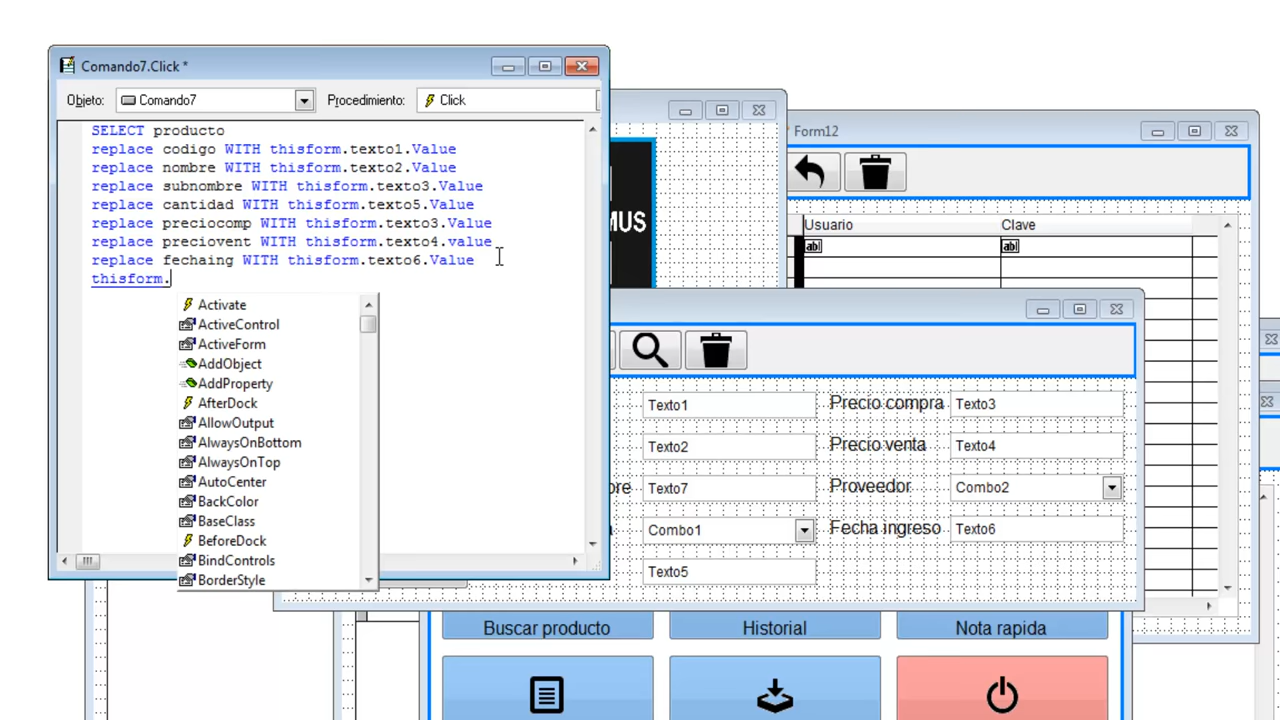 Comando7.Click *
Objeto: Comando7 Procedimiento: Click
SELECT producto
replace codigo WITH thisform.texto1.Value
replace nombre WITH thisform.texto2.Value
replace subnombre WITH thisform.texto3.Value
replace cantidad WITH thisform.texto5.Value
replace preciocomp WITH thisform.texto3.Value
replace preciovent WITH thisform.texto4.value
replace fechaing WITH thisform.texto6.Value
thisform.
Activate
ActiveControl
ActiveForm
AddObject
AddProperty
AfterDock
AllowOutput
AlwaysOnBottom
AlwaysOnTop
AutoCenter
BackColor
BaseClass
BeforeDock
BindControls
BorderStyle
MUS
Form12
Usuario Clave
ab ab
Texto1 Precio compra Texto3
Texto2 Precio venta Texto4
re Texto7 Proveedor Combo2
a Combo1 Fecha ingreso Texto6
Texto5
Buscar producto Historial Nota rapida